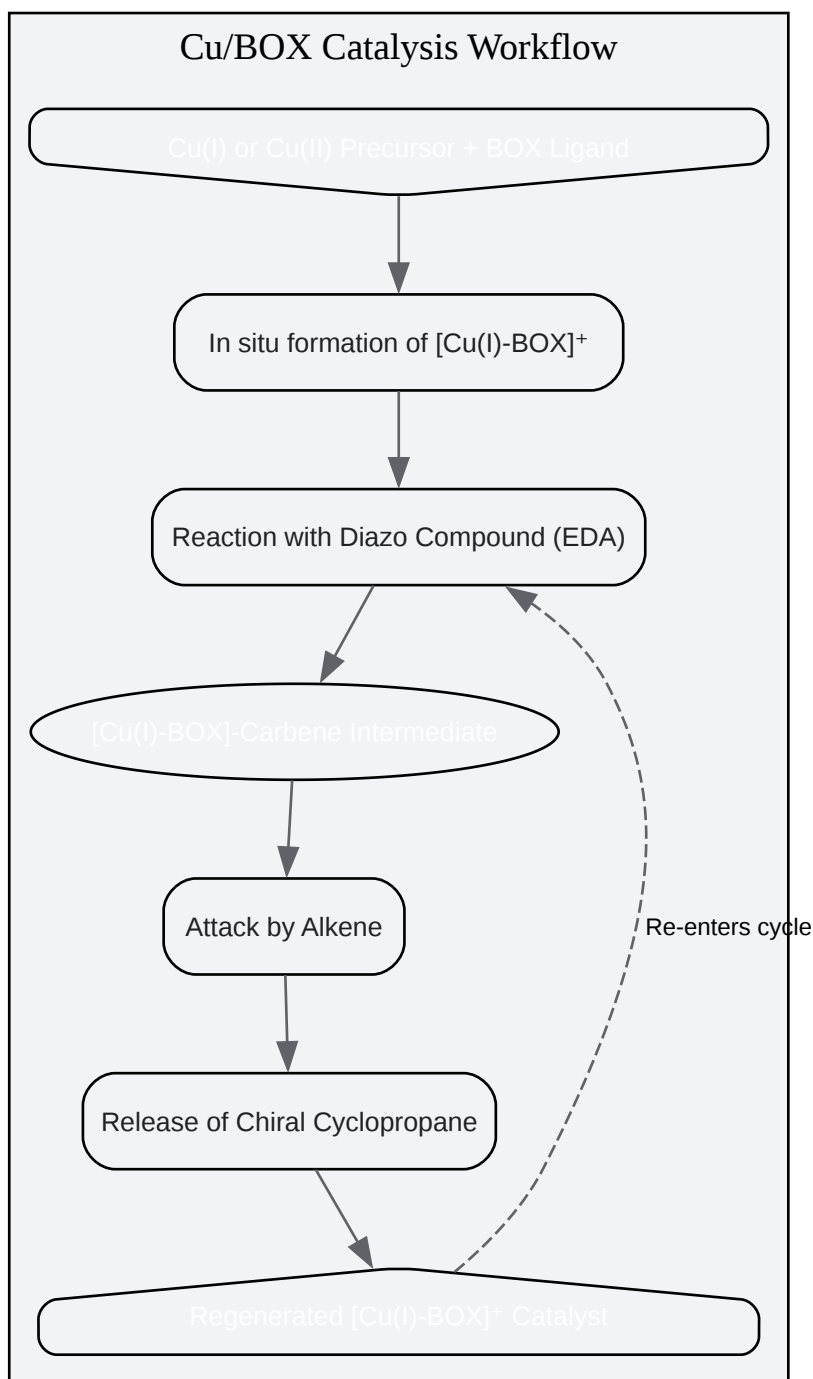 Cu/BOX Catalysis Workflow
Cu(I) or Cu(II) Precursor + BOX Ligand
In situ formation of [Cu(I)-BOX]⁺
Reaction with Diazo Compound (EDA)
[Cu(I)-BOX]-Carbene Intermediate
Attack by Alkene
Re-enters cycle
Release of Chiral Cyclopropane
Regenerated [Cu(I)-BOX]⁺ Catalyst